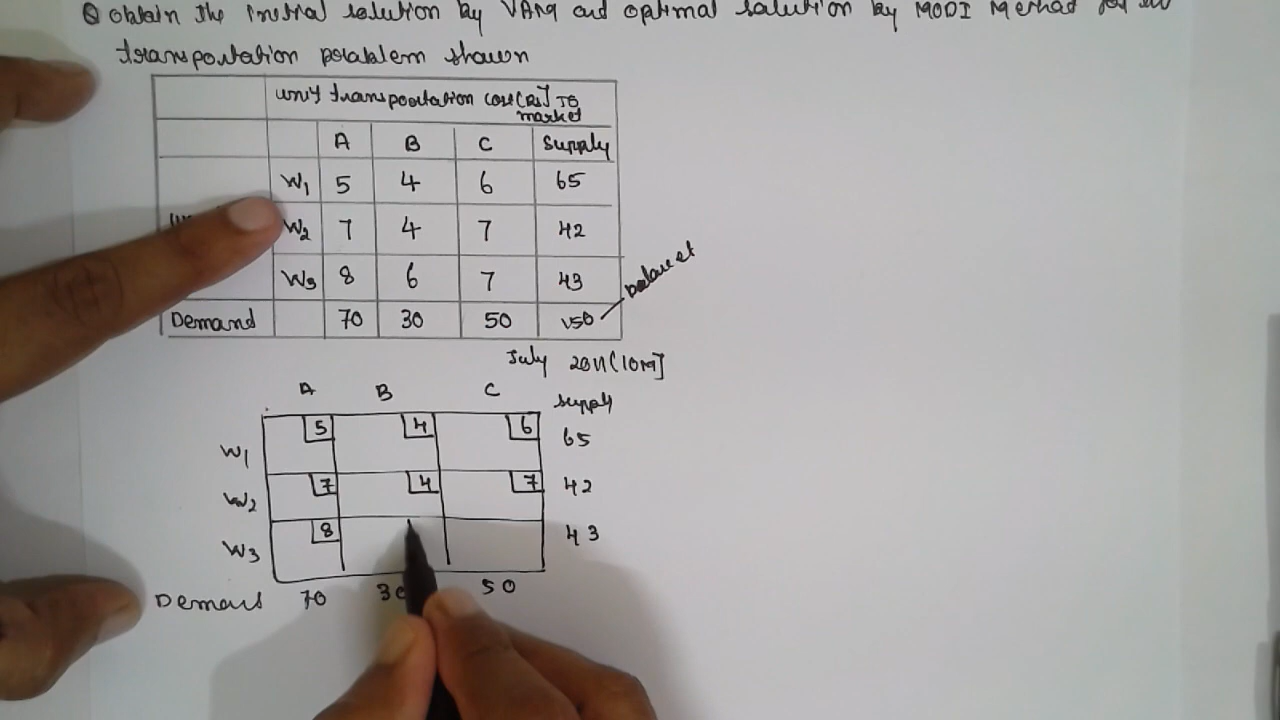 Q obtain the initial solution by VAM and optimal solution by MODI Method for the
transportation problem shown
unit transportation cost(RS) TO
market
A B C Supply
W1 5 4 6 65
W2 7 4 7 42
W3 8 6 7 43
Demand 70 30 50 150
July 2011(10M]
A B C supply
W1 5 4 6 65
W2 7 4 7 42
W3 8 43
Demand 70 30 50